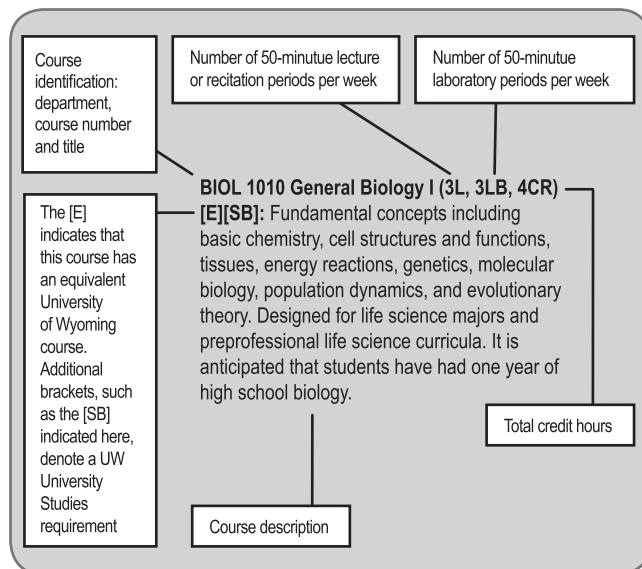 Course
identification:
department,
course number
and title
Number of 50-minutue lecture
or recitation periods per week
Number of 50-minutue
laboratory periods per week
BIOL 1010 General Biology I (3L, 3LB, 4CR)
[E][SB]: Fundamental concepts including
basic chemistry, cell structures and functions,
tissues, energy reactions, genetics, molecular
biology, population dynamics, and evolutionary
theory. Designed for life science majors and
preprofessional life science curricula. It is
anticipated that students have had one year of
high school biology.
The [E]
indicates that
this course has
an equivalent
University
of Wyoming
course.
Additional
brackets, such
as the [SB]
indicated here,
denote a UW
University
Studies
requirement
Total credit hours
Course description